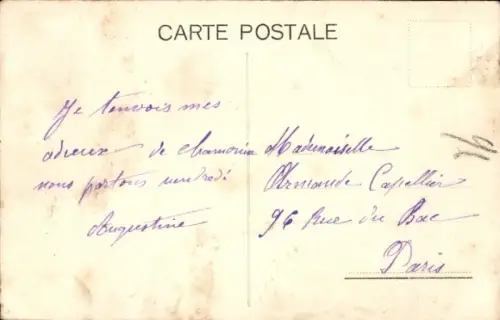 CARTE POSTALE
Je t'envois mes
adieux de Chamonix
nous partons vendredi
Augustine
Mademoiselle
Armande Capellier
96 Rue du Bac
Paris